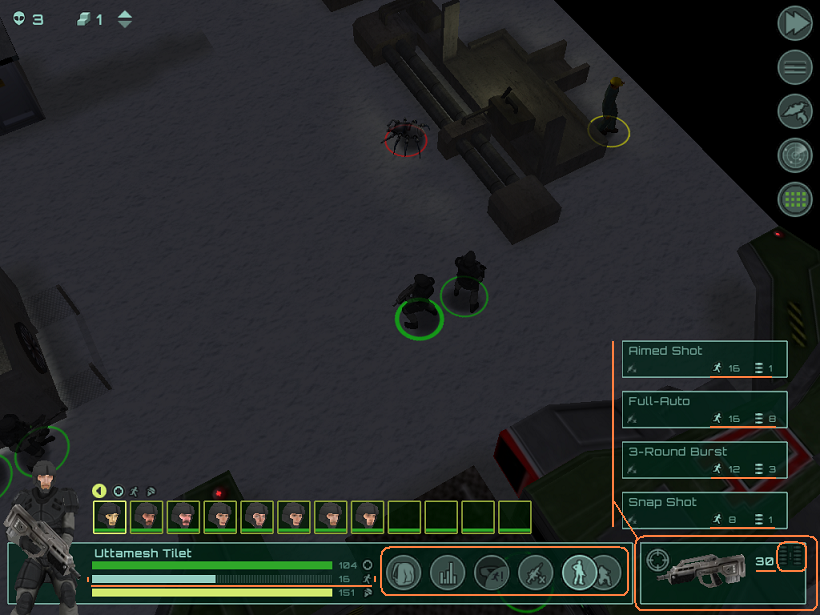 3 1
Aimed Shot
16 1
Full-Auto
16 8
3-Round Burst
12 3
Snap Shot
8 1
Uttamesh Tilet
104
16
151
30